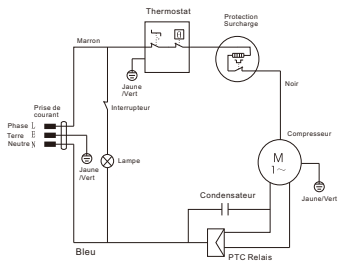 Thermostat
Protection
Surcharge
Marron
Jaune
/Vert
Noir
Interrupteur
Prise de
courant
Phase L
Terre E
Neutre N
Compresseur
M
1~
Jaune
/Vert
Lampe
Condensateur
Jaune/Vert
Bleu
PTC Relais